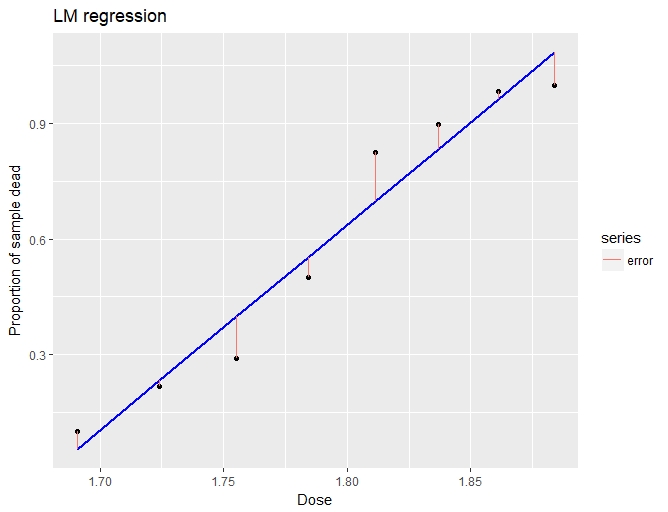 LM regression
Proportion of sample dead
0.9
0.6
0.3
1.70 1.75 1.80 1.85
Dose
series
error